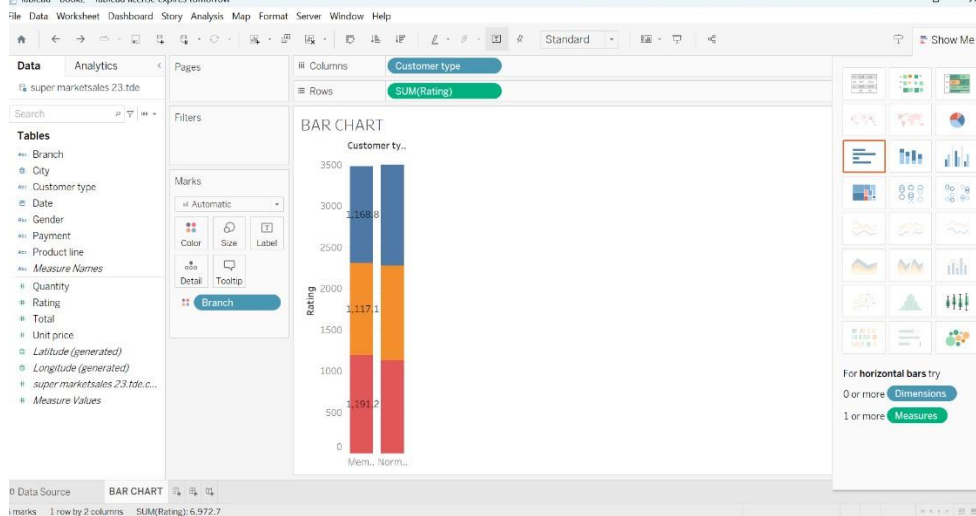 File Data Worksheet Dashboard Story Analysis Map Format Server Window Help
Standard
Show Me
Data Analytics
Pages
Columns Customer type
super marketsales 23.tde
Rows SUM(Rating)
Search
Filters
Tables
BAR CHART
Abc Branch
Customer ty..
City
Abc Customer type
3500
Marks
Date
Automatic
Abc Gender
3000
1,168.8
Abc Payment
Color Size Label
Abc Product line
2500
Abc Measure Names
Detail Tooltip
Quantity
2000
Rating
Branch
1,117.1
Total
Rating
1500
Unit price
Latitude (generated)
1000
For horizontal bars try
Longitude (generated)
0 or more Dimensions
super marketsales 23.tde.c...
1,191.2
1 or more Measures
Measure Values
500
0
Mem.. Norm..
Data Source BAR CHART
marks 1 row by 2 columns SUM(Rating): 6,972.7